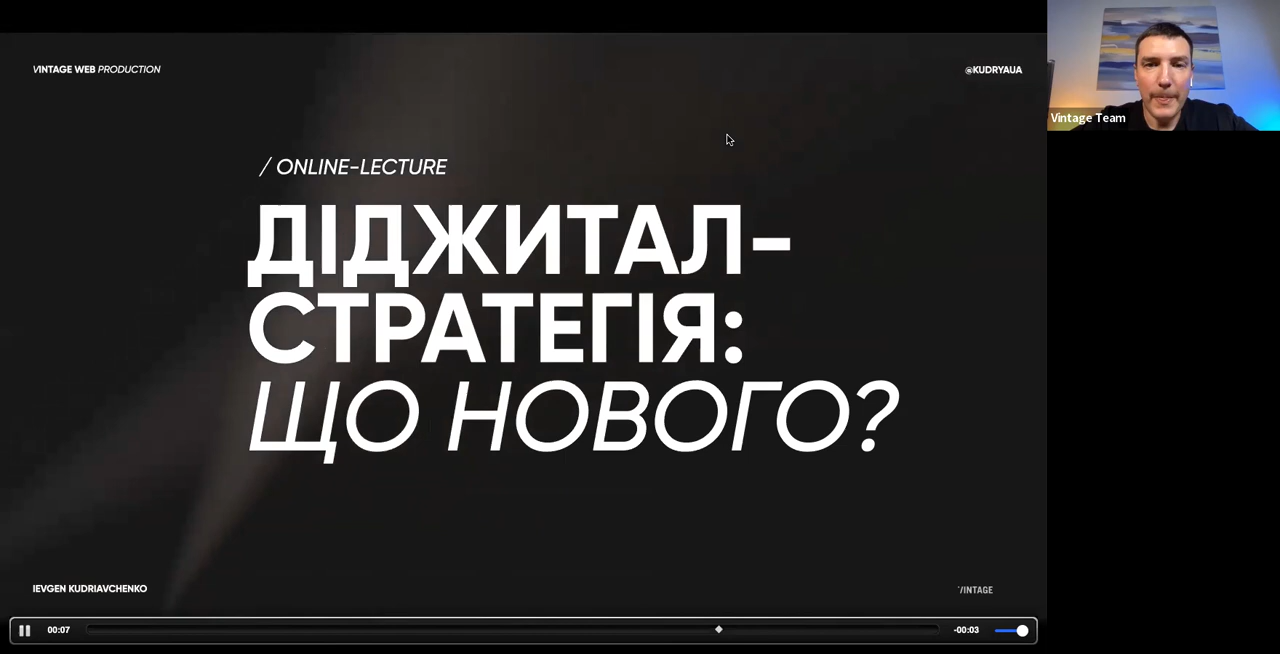 VINTAGE WEB PRODUCTION
@KUDRYAUA
Vintage Team
/ ONLINE-LECTURE
ДІДЖИТАЛ-
СТРАТЕГІЯ:
ЩО НОВОГО?
IEVGEN KUDRIAVCHENKO
'/INTAGE
00:07
-00:03